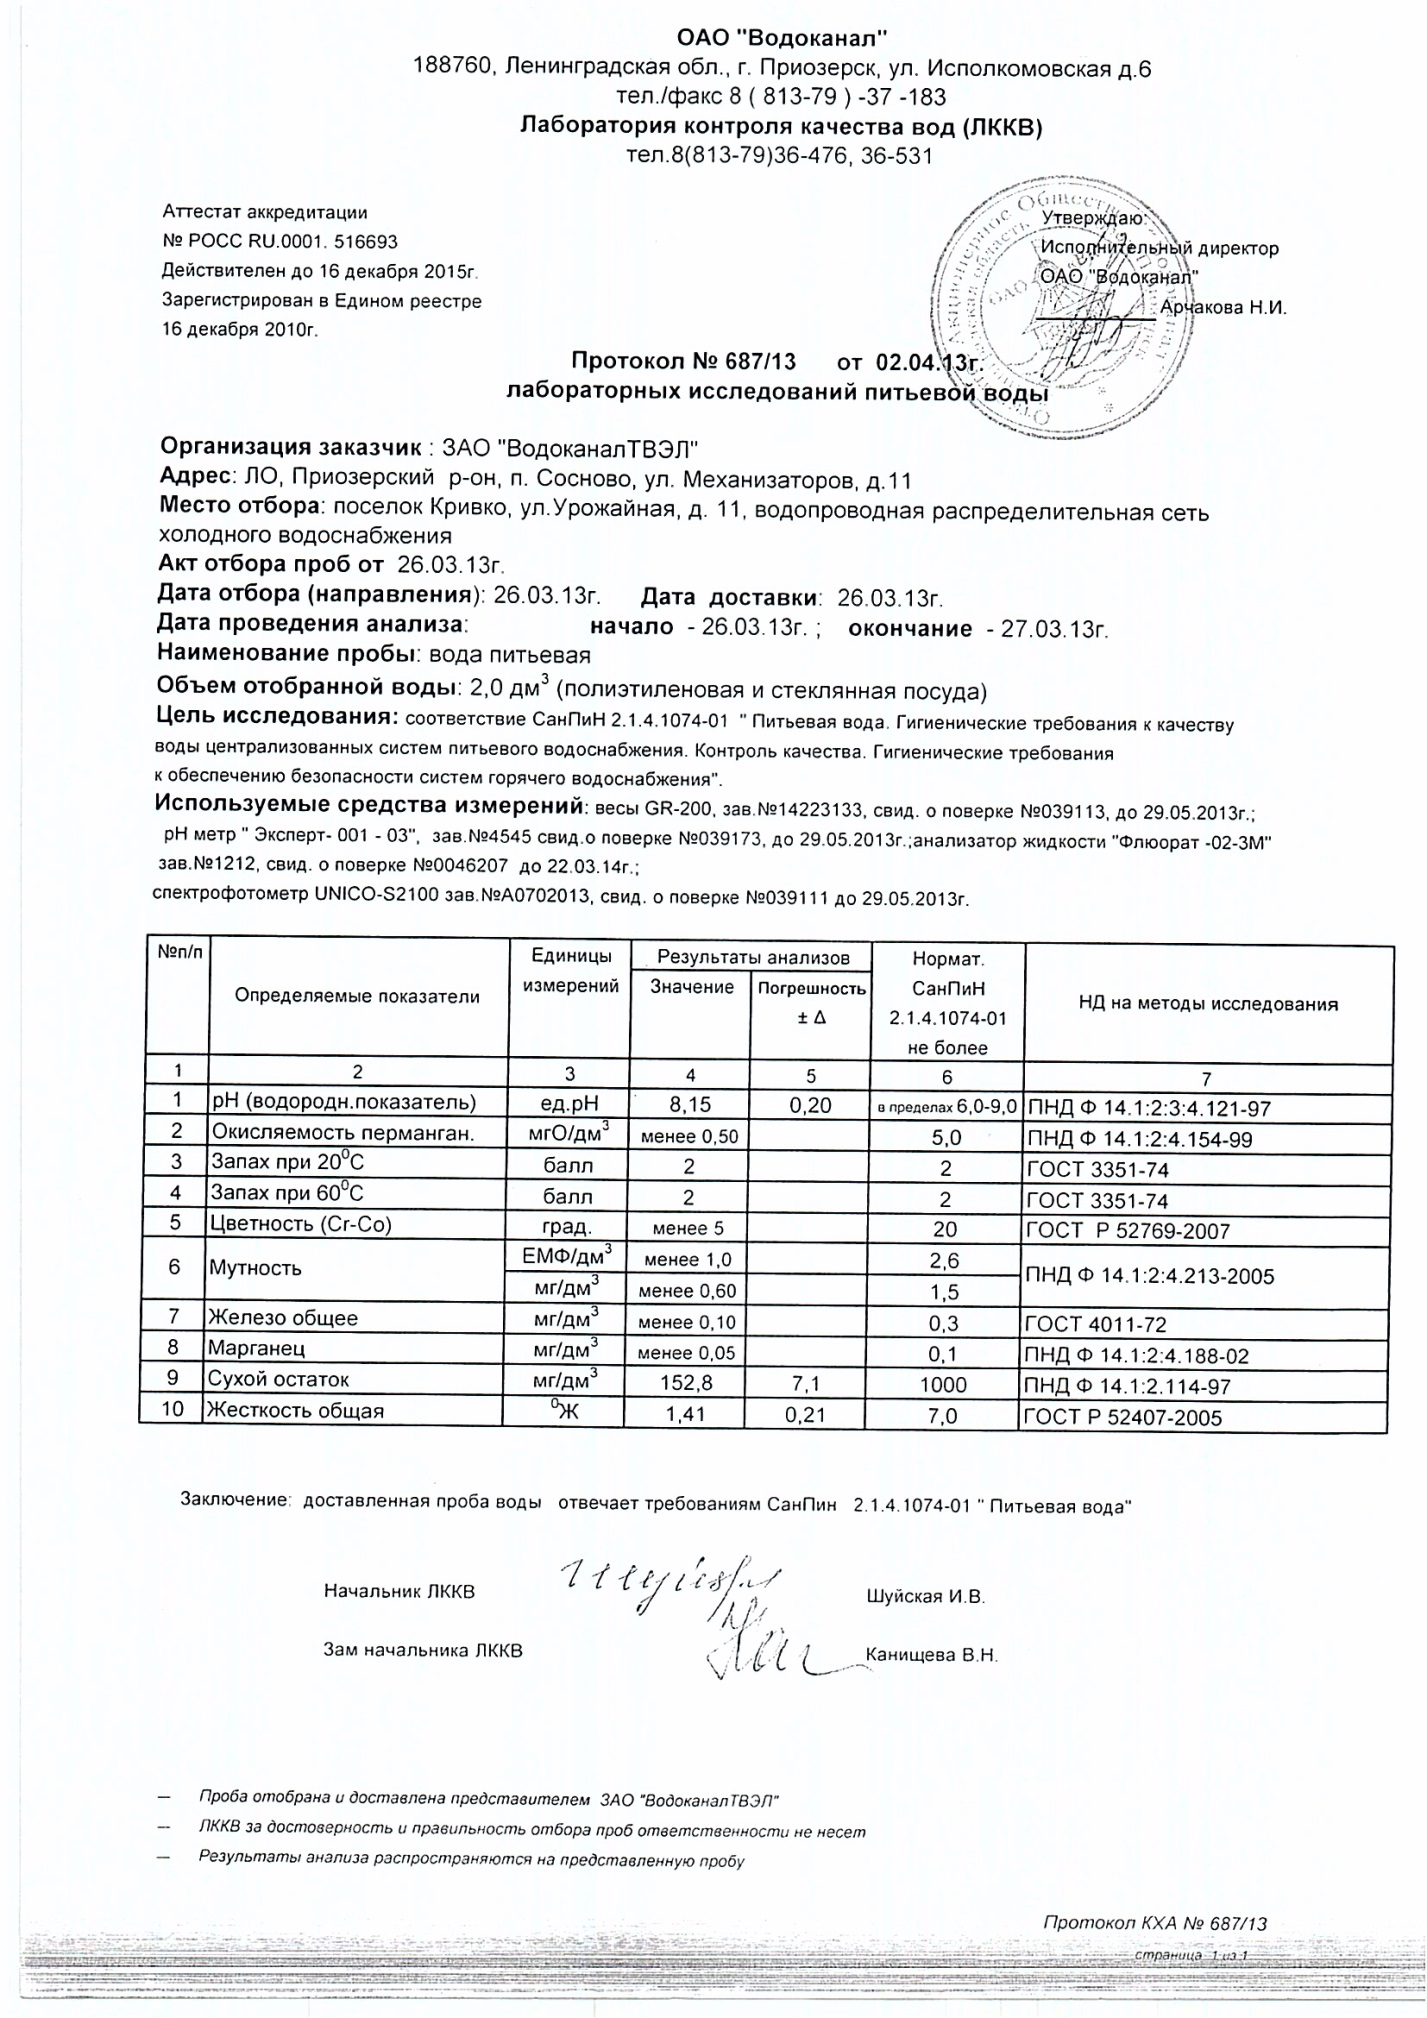 ОАО "Водоканал"
188760, Ленинградская обл., г. Приозерск, ул. Исполкомовская д.6
тел./факс 8 ( 813-79 ) -37 -183
Лаборатория контроля качества вод (ЛККВ)
тел.8(813-79)36-476, 36-531
Аттестат аккредитации
№ РОСС RU.0001. 516693
Действителен до 16 декабря 2015г.
Зарегистрирован в Едином реестре
16 декабря 2010г.
Утверждаю:
Исполнительный директор
ОАО "Водоканал"
Арчакова Н.И.
Протокол № 687/13 от 02.04.13г.
лабораторных исследований питьевой воды
Организация заказчик : ЗАО "ВодоканалТВЭЛ"
Адрес: ЛО, Приозерский р-он, п. Сосново, ул. Механизаторов, д.11
Место отбора: поселок Кривко, ул.Урожайная, д. 11, водопроводная распределительная сеть
холодного водоснабжения
Акт отбора проб от 26.03.13г.
Дата отбора (направления): 26.03.13г. Дата доставки: 26.03.13г.
Дата проведения анализа: начало - 26.03.13г. ; окончание - 27.03.13г.
Наименование пробы: вода питьевая
Объем отобранной воды: 2,0 дм3 (полиэтиленовая и стеклянная посуда)
Цель исследования: соответствие СанПиН 2.1.4.1074-01 " Питьевая вода. Гигиенические требования к качеству
воды централизованных систем питьевого водоснабжения. Контроль качества. Гигиенические требования
к обеспечению безопасности систем горячего водоснабжения".
Используемые средства измерений: весы GR-200, зав.№14223133, свид. о поверке №039113, до 29.05.2013г.;
рН метр " Эксперт- 001 - 03", зав.№4545 свид.о поверке №039173, до 29.05.2013г.;анализатор жидкости "Флюорат -02-3М"
зав.№1212, свид. о поверке №0046207 до 22.03.14г.;
спектрофотометр UNICO-S2100 зав.№А0702013, свид. о поверке №039111 до 29.05.2013г.
№п/п Определяемые показатели Единицы измерений Результаты анализов Значение Погрешность ± Δ Нормат. СанПиН 2.1.4.1074-01 не более НД на методы исследования
1 2 3 4 5 6 7
1 рН (водородн.показатель) ед.рН 8,15 0,20 в пределах 6,0-9,0 ПНД Ф 14.1:2:3:4.121-97
2 Окисляемость перманган. мгО/дм3 менее 0,50 5,0 ПНД Ф 14.1:2:4.154-99
3 Запах при 20⁰С балл 2 2 ГОСТ 3351-74
4 Запах при 60⁰С балл 2 2 ГОСТ 3351-74
5 Цветность (Cr-Co) град. менее 5 20 ГОСТ Р 52769-2007
6 Мутность ЕМФ/дм3 менее 1,0 2,6 ПНД Ф 14.1:2:4.213-2005
мг/дм3 менее 0,60 1,5
7 Железо общее мг/дм3 менее 0,10 0,3 ГОСТ 4011-72
8 Марганец мг/дм3 менее 0,05 0,1 ПНД Ф 14.1:2:4.188-02
9 Сухой остаток мг/дм3 152,8 7,1 1000 ПНД Ф 14.1:2.114-97
10 Жесткость общая ⁰Ж 1,41 0,21 7,0 ГОСТ Р 52407-2005
Заключение: доставленная проба воды отвечает требованиям СанПин 2.1.4.1074-01 " Питьевая вода"
Начальник ЛККВ Шуйская И.В.
Зам начальника ЛККВ Канищева В.Н.
— Проба отобрана и доставлена представителем ЗАО "ВодоканалТВЭЛ"
— ЛККВ за достоверность и правильность отбора проб ответственности не несет
— Результаты анализа распространяются на представленную пробу
Протокол КХА № 687/13
страница 1 из 1